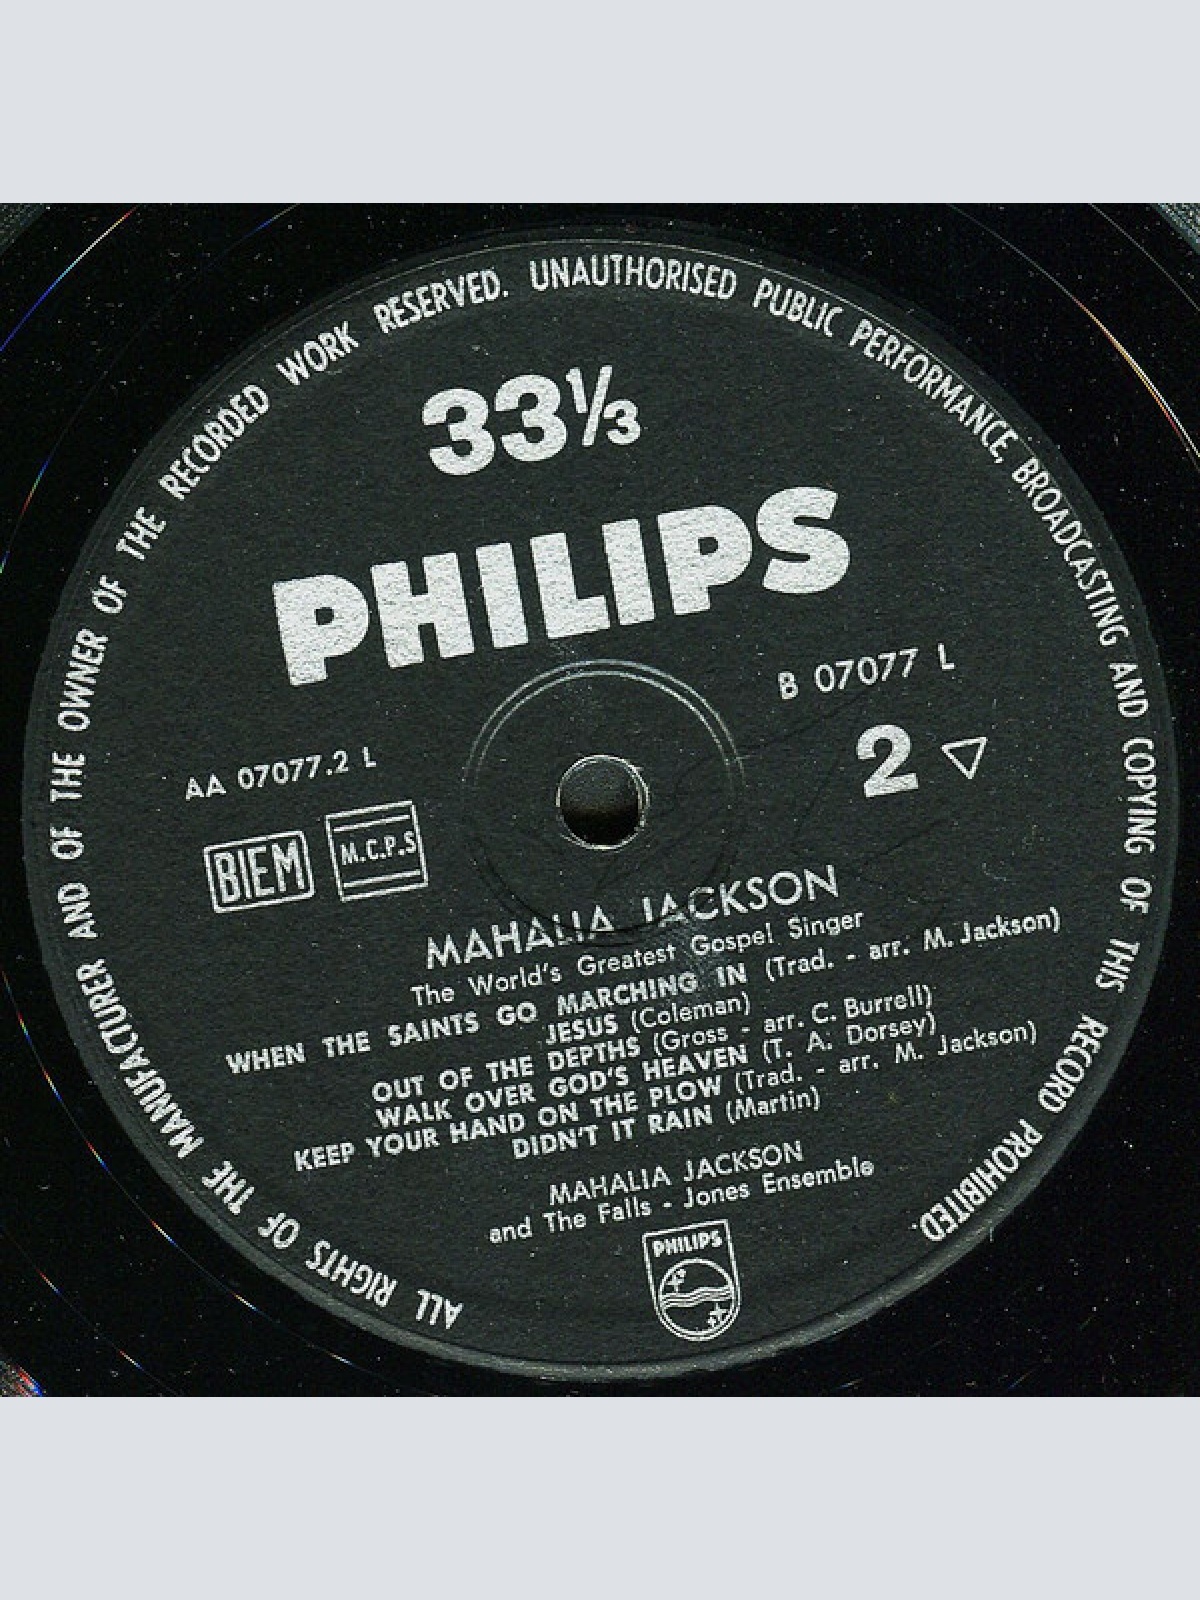 ALL RIGHTS OF THE MANUFACTURER AND OF THE OWNER OF THE RECORDED WORK RESERVED. UNAUTHORISED PUBLIC PERFORMANCE, BROADCASTING AND COPYING OF THIS RECORD PROHIBITED.
33⅓
PHILIPS
B 07077 L
AA 07077.2 L
2
BIEM
M.C.P.S
MAHALIA JACKSON
The World's Greatest Gospel Singer
WHEN THE SAINTS GO MARCHING IN (Trad. - arr. M. Jackson)
JESUS (Coleman)
OUT OF THE DEPTHS (Gross - arr. C. Burrell)
WALK OVER GOD'S HEAVEN (T. A. Dorsey)
KEEP YOUR HAND ON THE PLOW (Trad. - arr. M. Jackson)
DIDN'T IT RAIN (Martin)
MAHALIA JACKSON
and The Falls - Jones Ensemble
PHILIPS